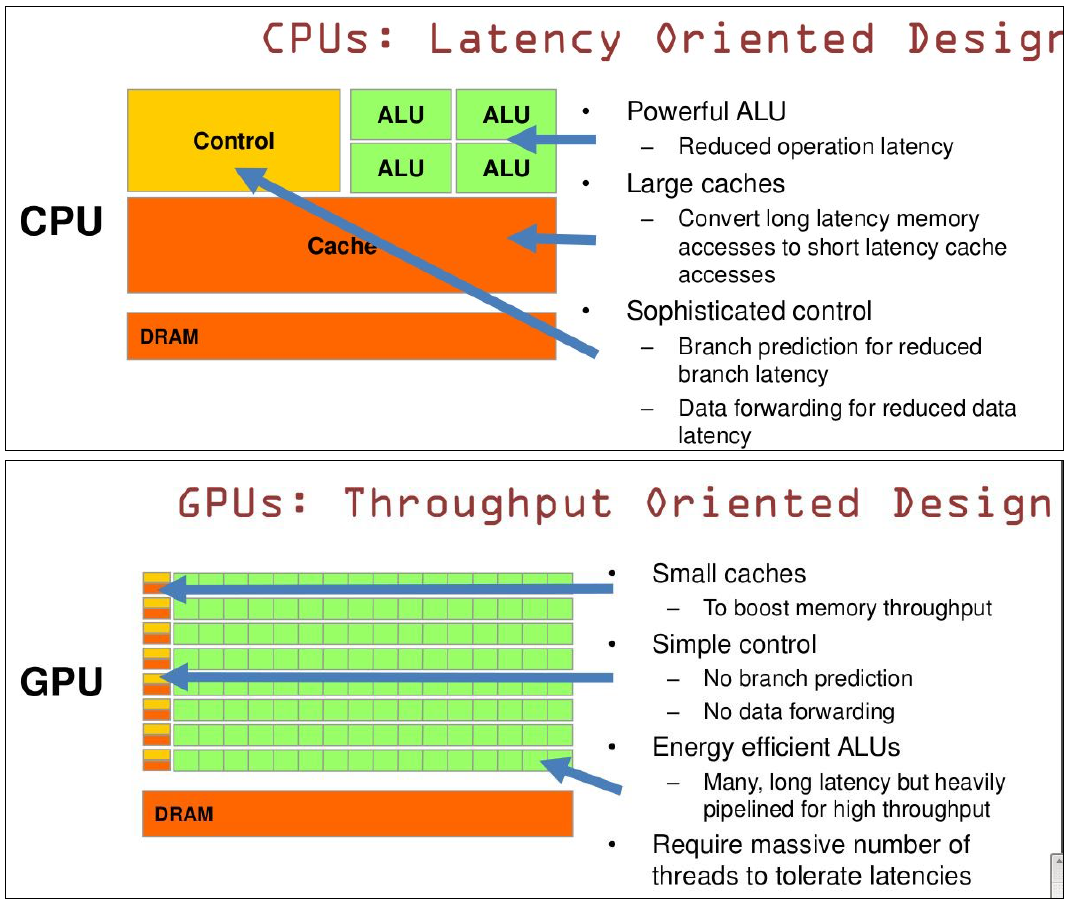 CPUs: Latency Oriented Design
Control
ALU
ALU
ALU
ALU
CPU
Cache
DRAM
• Powerful ALU
– Reduced operation latency
• Large caches
– Convert long latency memory
accesses to short latency cache
accesses
• Sophisticated control
– Branch prediction for reduced
branch latency
– Data forwarding for reduced data
latency
GPUs: Throughput Oriented Design
GPU
DRAM
• Small caches
– To boost memory throughput
• Simple control
– No branch prediction
– No data forwarding
• Energy efficient ALUs
– Many, long latency but heavily
pipelined for high throughput
• Require massive number of
threads to tolerate latencies